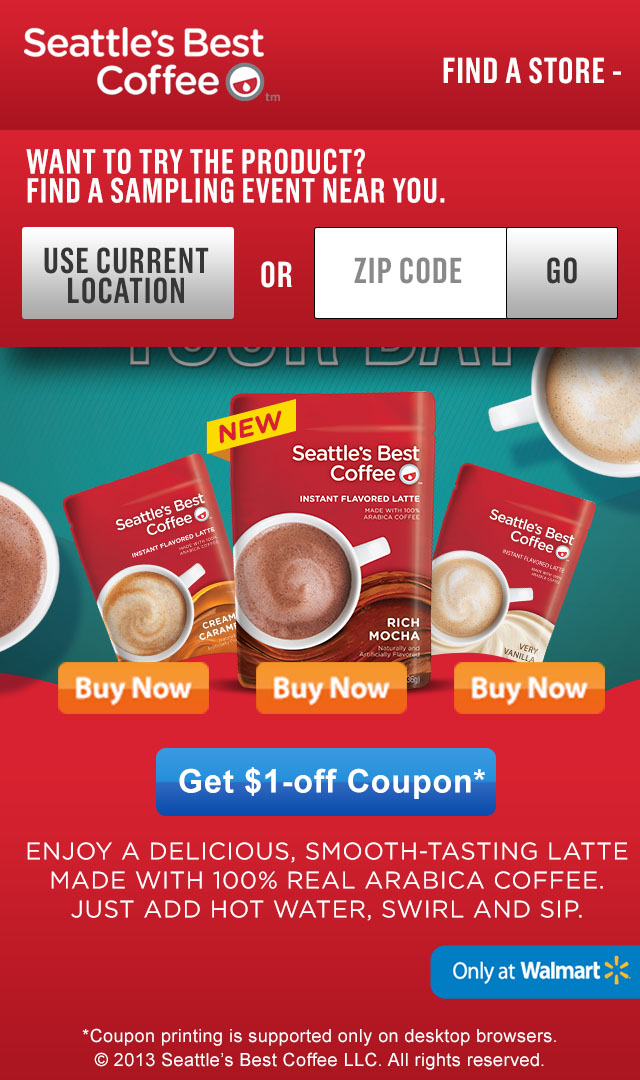 Seattle's Best
Coffee
tm
FIND A STORE -
WANT TO TRY THE PRODUCT?
FIND A SAMPLING EVENT NEAR YOU.
USE CURRENT
LOCATION
OR
ZIP CODE
GO
YOUR DAY
NEW
Seattle's Best
Coffee
INSTANT FLAVORED LATTE
MADE WITH 100%
ARABICA COFFEE
RICH
MOCHA
Naturally and
Artificially Flavored
Seattle's Best
Coffee
INSTANT FLAVORED LATTE
MADE WITH 100%
ARABICA COFFEE
CREAM
CARAM
Seattle's Best
Coffee
INSTANT FLAVORED LATTE
MADE WITH 100%
ARABICA COFFEE
VERY
VANILLA
Buy Now
Buy Now
Buy Now
Get $1-off Coupon*
ENJOY A DELICIOUS, SMOOTH-TASTING LATTE
MADE WITH 100% REAL ARABICA COFFEE.
JUST ADD HOT WATER, SWIRL AND SIP.
Only at Walmart
*Coupon printing is supported only on desktop browsers.
© 2013 Seattle's Best Coffee LLC. All rights reserved.